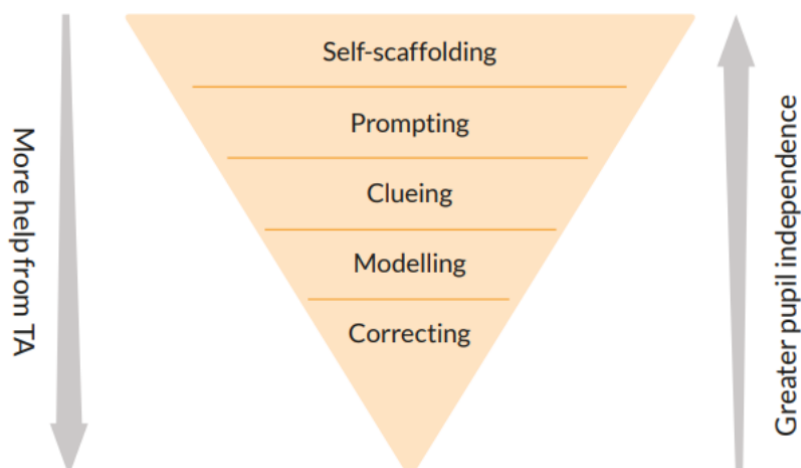 More help from TA
Self-scaffolding
Prompting
Clueing
Modelling
Correcting
Greater pupil independence